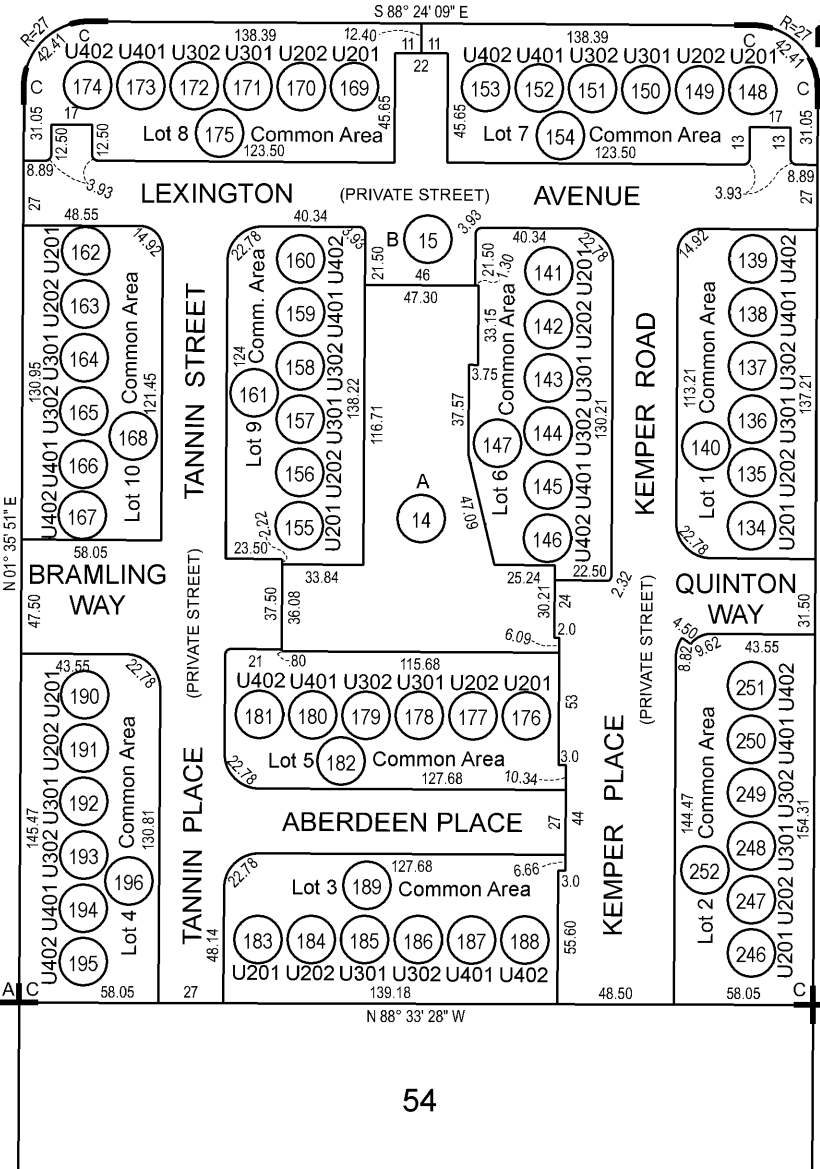 S 88° 24' 09" E
R=27
42.41
C
138.39
12.40
11
11
22
138.39
C
R=27
42.41
U402 U401 U302 U301 U202 U201
174 173 172 171 170 169
U402 U401 U302 U301 U202 U201
153 152 151 150 149 148
C
C
31.05
17
12.50
12.50
Lot 8 175 Common Area
123.50
45.65
45.65
Lot 7 154 Common Area
123.50
17
13
13
31.05
8.89
3.93
3.93
8.89
LEXINGTON (PRIVATE STREET) AVENUE
27
27
48.55
14.92
U201 162
U202 163
U301 164
U302 165
U401 166
U402 167
130.95
Common Area
121.45
168
Lot 10
58.05
TANNIN STREET
40.34
22.78
3.93
Comm. Area
124
161
Lot 9
160 U402
159 U401
158 U302
157 U301
156 U202
155 U201
138.22
23.50
2.22
33.84
B 15
3.93
21.50
46
21.50
1.30
47.30
116.71
33.15
3.75
37.57
47.09
A
14
40.34
22.78
Common Area
147
Lot 6
141 U201
142 U202
143 U301
144 U302
145 U401
146 U402
130.21
25.24
22.50
2.32
KEMPER ROAD
14.92
113.21
Common Area
140
Lot 1
139 U402
138 U401
137 U302
136 U301
135 U202
134 U201
137.21
22.78
N 01° 35' 51" E
BRAMLING
WAY
47.50
(PRIVATE STREET)
37.50
36.08
30.21
24
2.0
6.09
(PRIVATE STREET)
QUINTON
WAY
31.50
4.50
9.62
8.82
43.55
22.78
U201 190
U202 191
U301 192
U302 193
U401 194
U402 195
145.47
Common Area
130.81
196
Lot 4
TANNIN PLACE
21
.80
115.68
U402 U401 U302 U301 U202 U201
181 180 179 178 177 176
Lot 5 182 Common Area
22.78
127.68
10.34
53
3.0
ABERDEEN PLACE
27
44
22.78
127.68
6.66
3.0
Lot 3 189 Common Area
183 184 185 186 187 188
U201 U202 U301 U302 U401 U402
48.14
55.60
KEMPER PLACE
43.55
251 U402
250 U401
249 U302
248 U301
247 U202
246 U201
144.47
Common Area
252
Lot 2
154.31
A
C
58.05
27
139.18
48.50
58.05
C
N 88° 33' 28" W
54